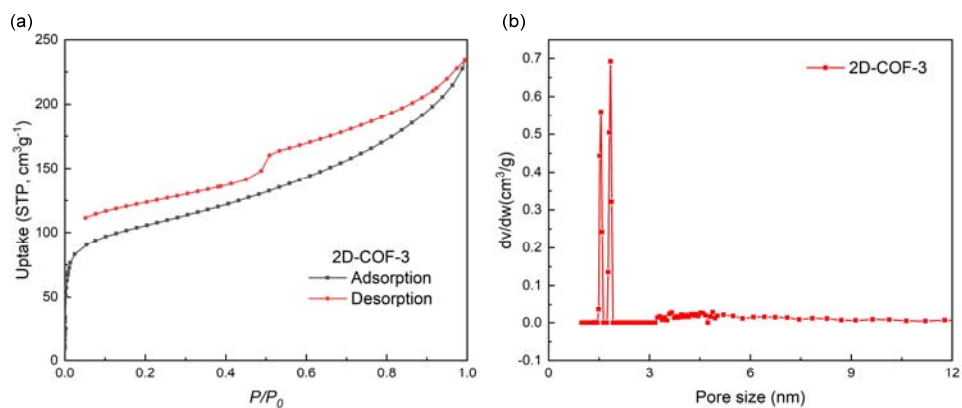 (a)
250
200
150
100
50
0
Uptake (STP, cm³g⁻¹)
2D-COF-3
Adsorption
Desorption
0.0 0.2 0.4 0.6 0.8 1.0
P/P₀
(b)
0.7
0.6
0.5
0.4
0.3
0.2
0.1
0.0
-0.1
dv/dw(cm³/g)
2D-COF-3
0 3 6 9 12
Pore size (nm)